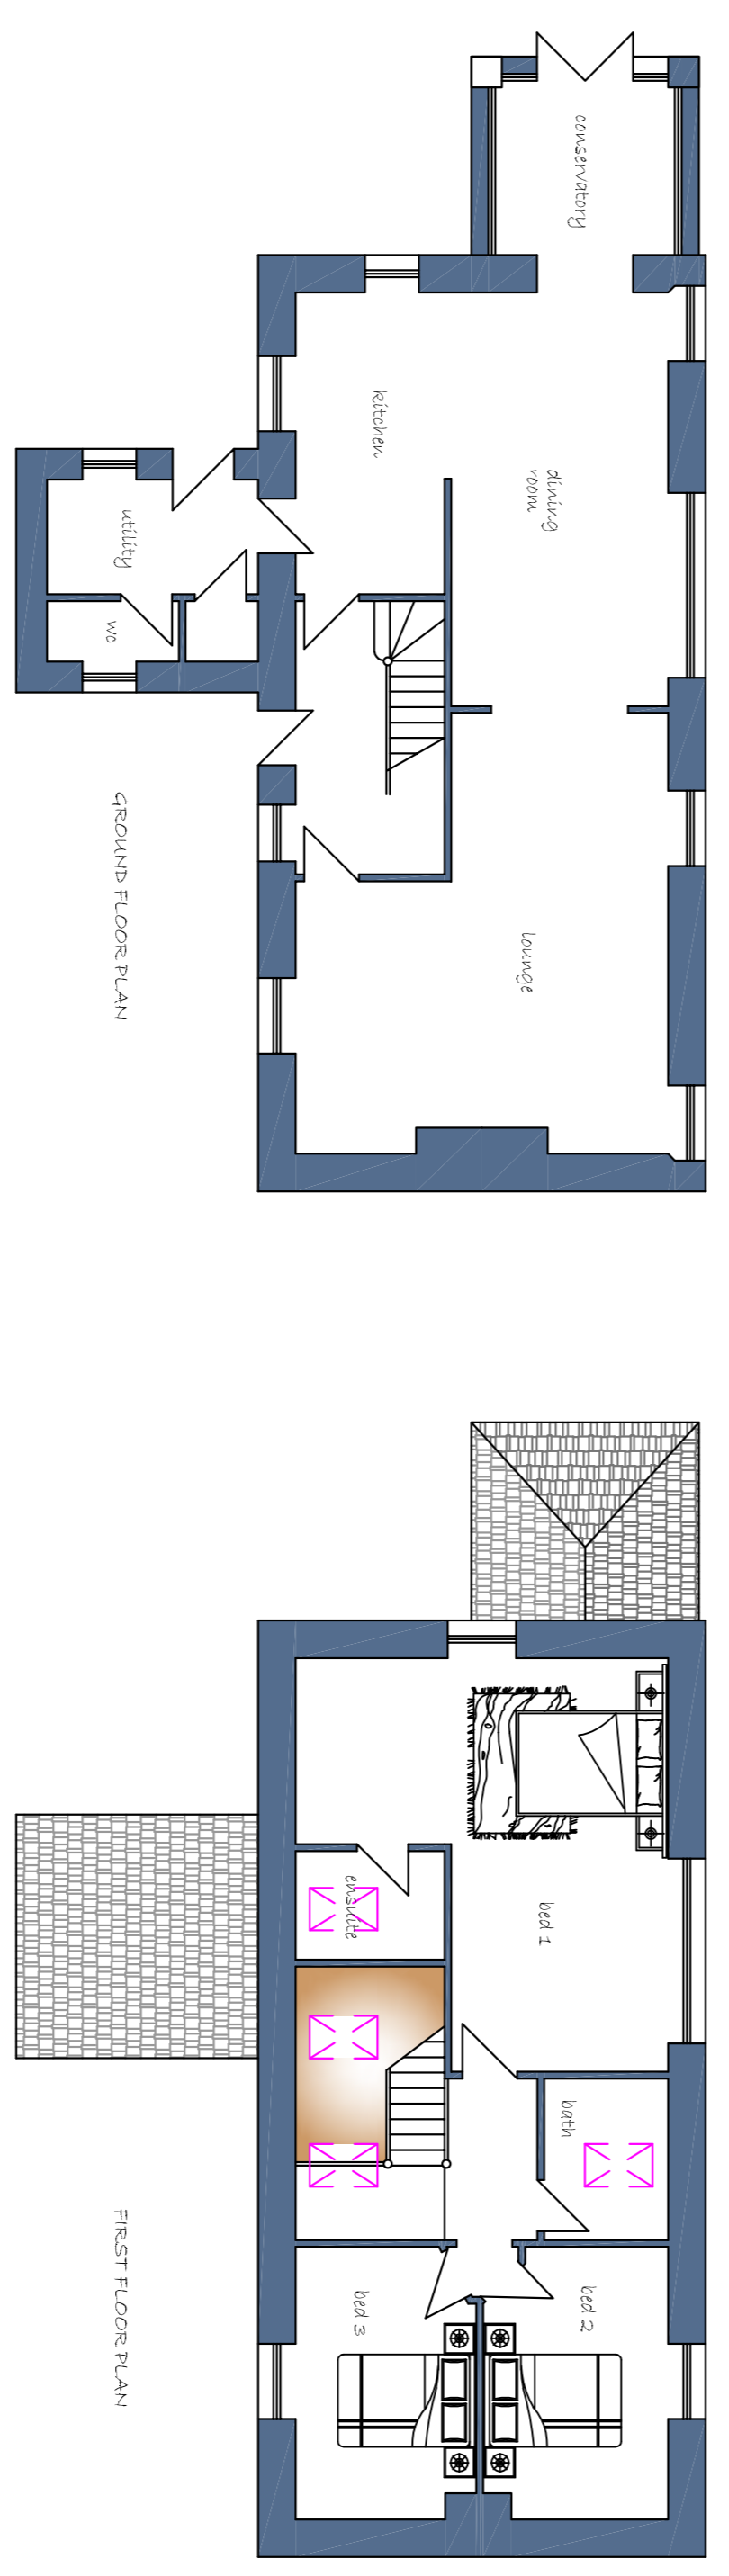 conservatory
kitchen
dining
room
utility
wc
lounge
GROUND FLOOR PLAN
ensuite
bed 1
bath
bed 3
bed 2
FIRST FLOOR PLAN